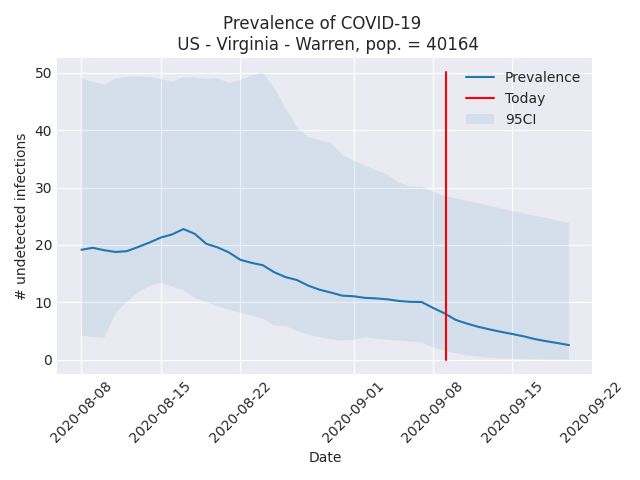 Prevalence of COVID-19
US - Virginia - Warren, pop. = 40164
Prevalence
Today
95CI
# undetected infections
50
40
30
20
10
0
2020-08-08
2020-08-15
2020-08-22
2020-09-01
2020-09-08
2020-09-15
2020-09-22
Date